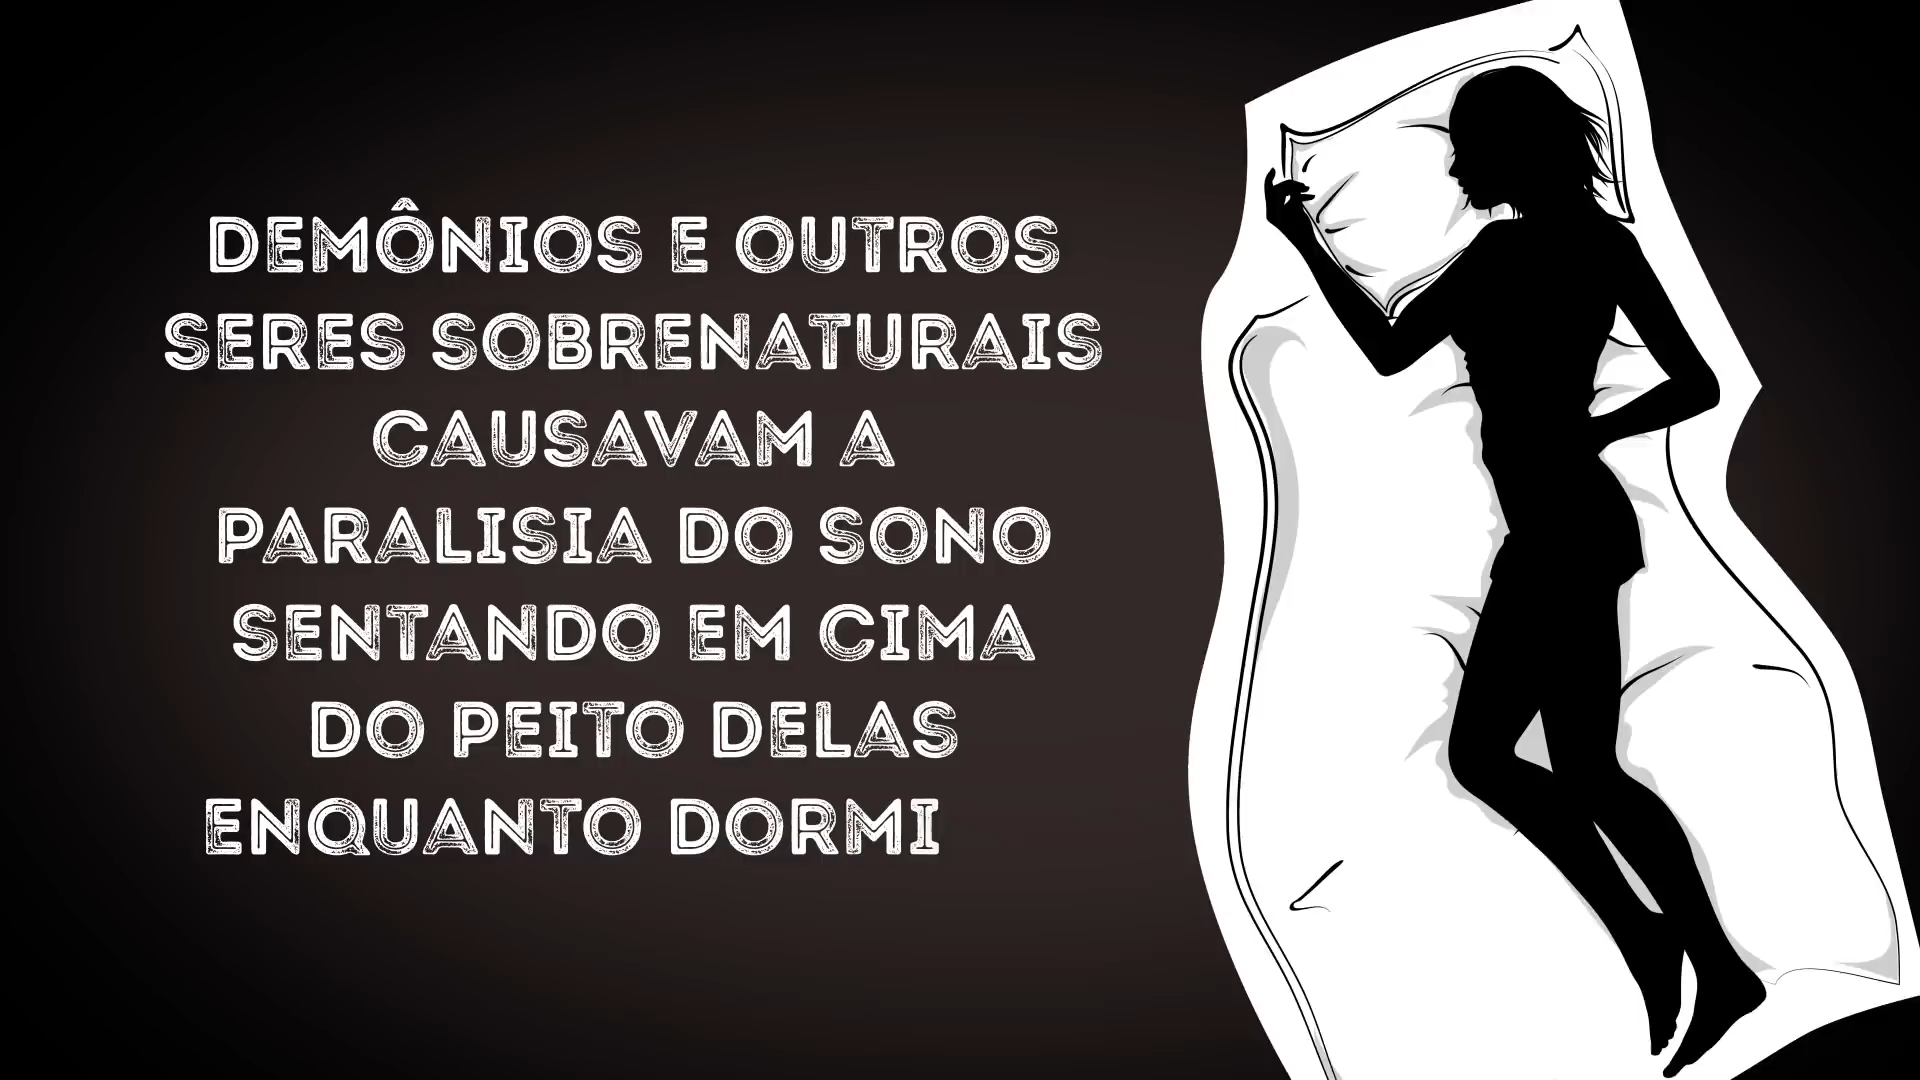 DEMÔNIOS E OUTROS
SERES SOBRENATURAIS
CAUSAVAM A
PARALISIA DO SONO
SENTANDO EM CIMA
DO PEITO DELAS
ENQUANTO DORMI